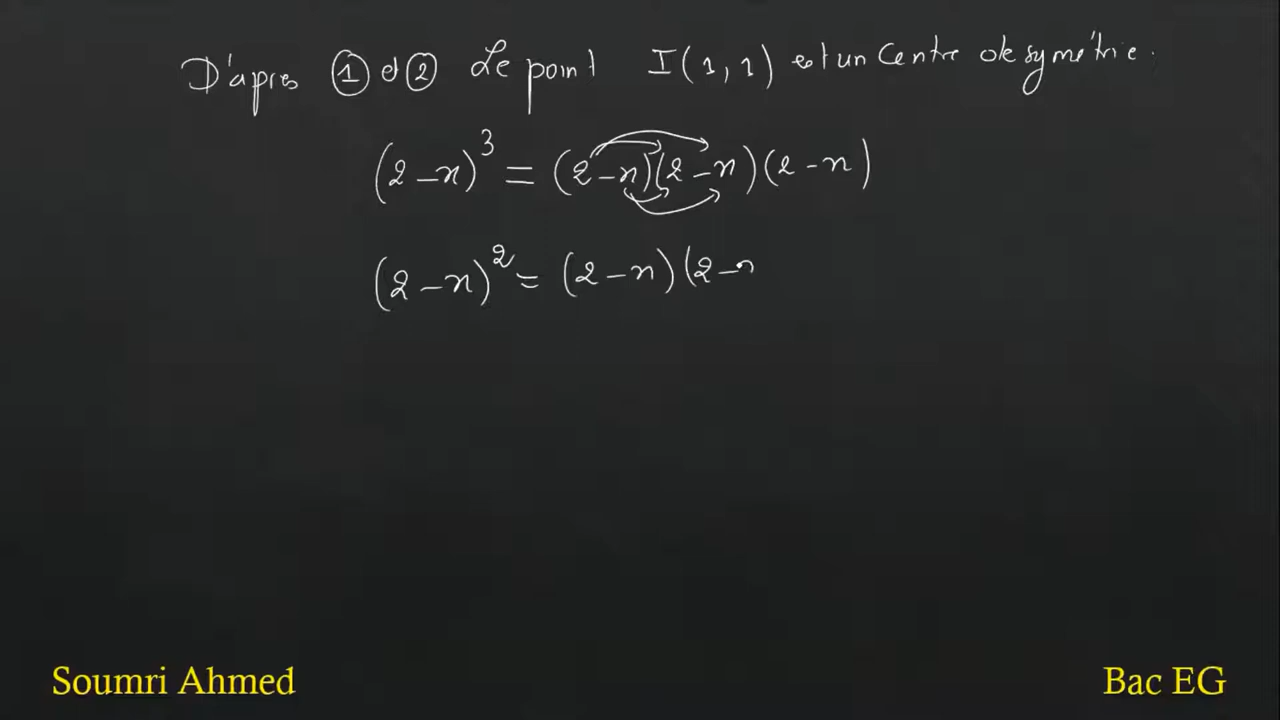 D'après ① et ② Le point I(1,1) est un Centre de symétrie.
(2-x)³ = (2-x)(2-x)(2-x)
(2-x)² = (2-x)(2-x
Soumri Ahmed
Bac EG